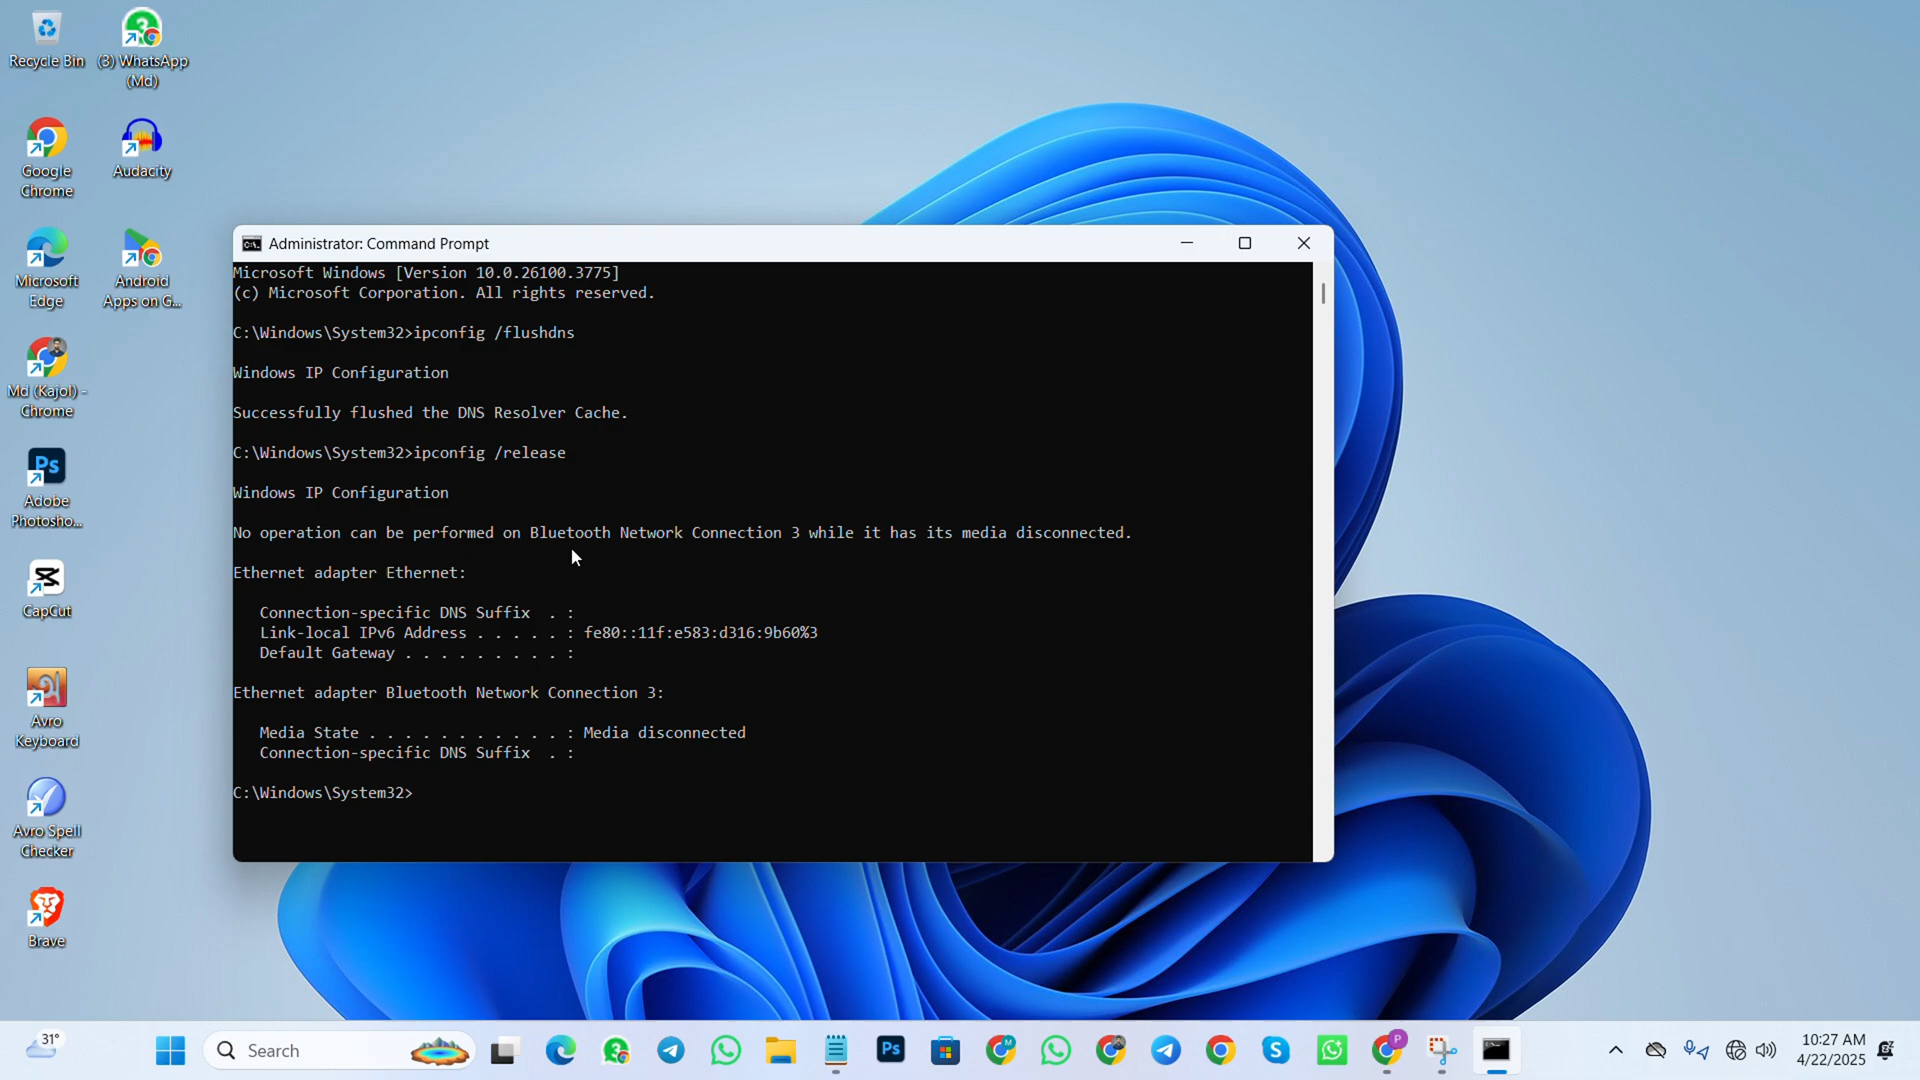 Recycle Bin
(3) WhatsApp
(Md)
Google
Chrome
Audacity
Microsoft
Edge
Android
Apps on G...
Md (Kajol) -
Chrome
Adobe
Photosho...
CapCut
Avro
Keyboard
Avro Spell
Checker
Brave
Administrator: Command Prompt
Microsoft Windows [Version 10.0.26100.3775]
(c) Microsoft Corporation. All rights reserved.
C:\Windows\System32>ipconfig /flushdns
Windows IP Configuration
Successfully flushed the DNS Resolver Cache.
C:\Windows\System32>ipconfig /release
Windows IP Configuration
No operation can be performed on Bluetooth Network Connection 3 while it has its media disconnected.
Ethernet adapter Ethernet:
Connection-specific DNS Suffix  . :
Link-local IPv6 Address . . . . . : fe80::11f:e583:d316:9b60%3
Default Gateway . . . . . . . . . :
Ethernet adapter Bluetooth Network Connection 3:
Media State . . . . . . . . . . . : Media disconnected
Connection-specific DNS Suffix  . :
C:\Windows\System32>
31°
Search
10:27 AM
4/22/2025